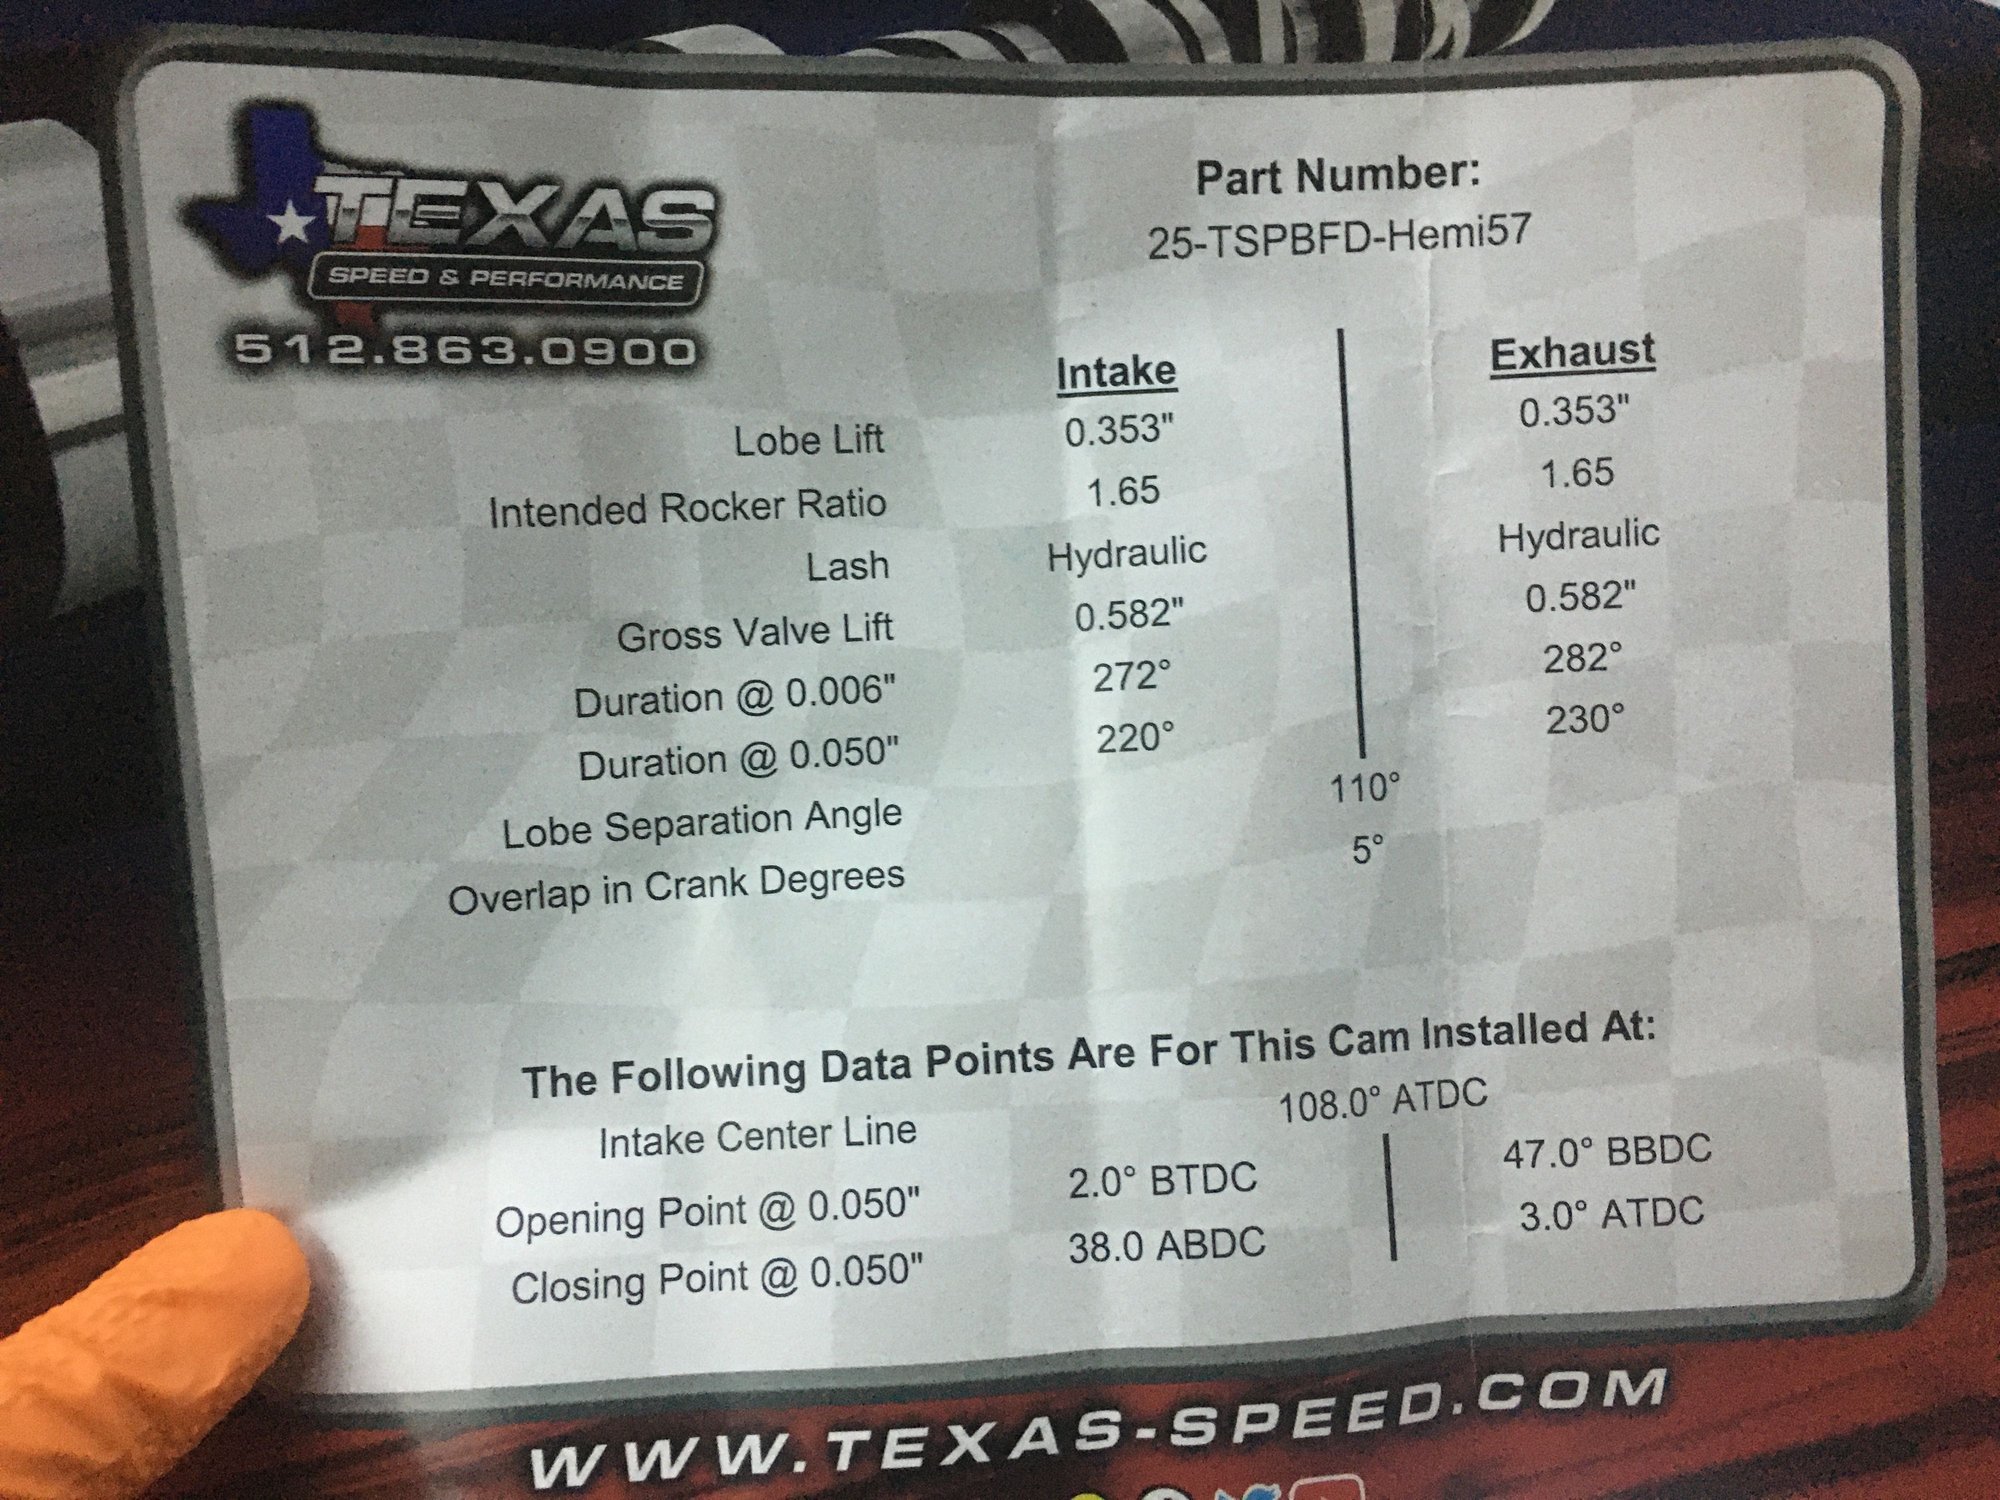 TEXAS
SPEED & PERFORMANCE
512.863.0900
Part Number:
25-TSPBFD-Hemi57
Intake Exhaust
Lobe Lift 0.353" 0.353"
Intended Rocker Ratio 1.65 1.65
Lash Hydraulic Hydraulic
Gross Valve Lift 0.582" 0.582"
Duration @ 0.006" 272° 282°
Duration @ 0.050" 220° 230°
Lobe Separation Angle 110°
Overlap in Crank Degrees 5°
The Following Data Points Are For This Cam Installed At:
Intake Center Line 108.0° ATDC
Opening Point @ 0.050" 2.0° BTDC 47.0° BBDC
Closing Point @ 0.050" 38.0 ABDC 3.0° ATDC
WWW.TEXAS-SPEED.COM